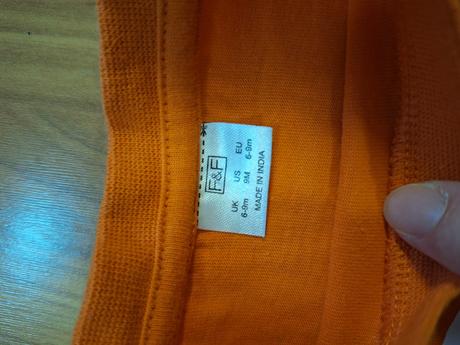 F&F
UK US EU
6-9m 9M 6-9m
MADE IN INDIA